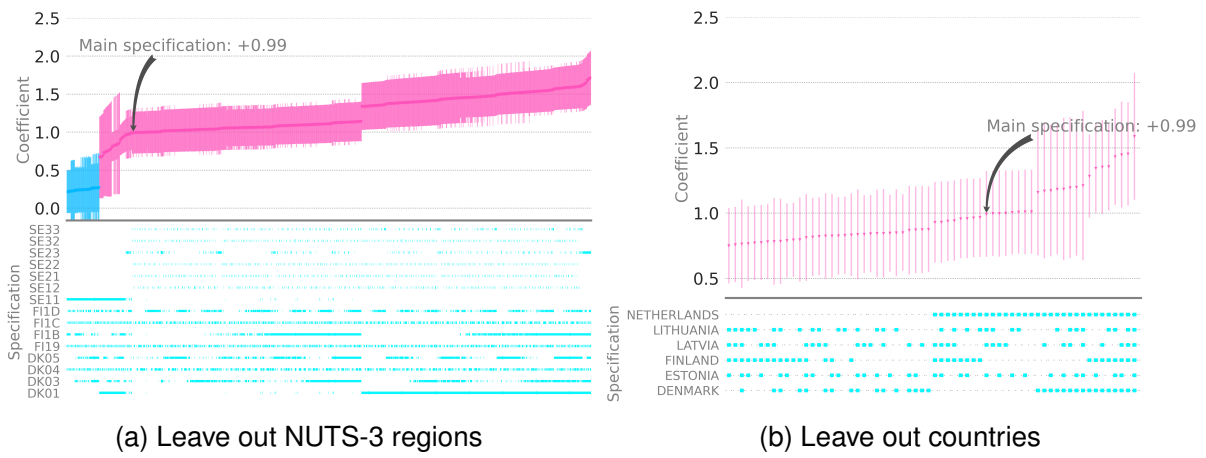 2.5
Main specification: +0.99
2.0
1.5
1.0
0.5
0.0
Coefficient
SE33
SE32
SE23
SE22
SE21
SE12
SE11
FI1D
FI1C
FI1B
FI19
DK05
DK04
DK03
DK01
Specification
(a) Leave out NUTS-3 regions
2.5
2.0
Main specification: +0.99
1.5
1.0
0.5
Coefficient
NETHERLANDS
LITHUANIA
LATVIA
FINLAND
ESTONIA
DENMARK
Specification
(b) Leave out countries